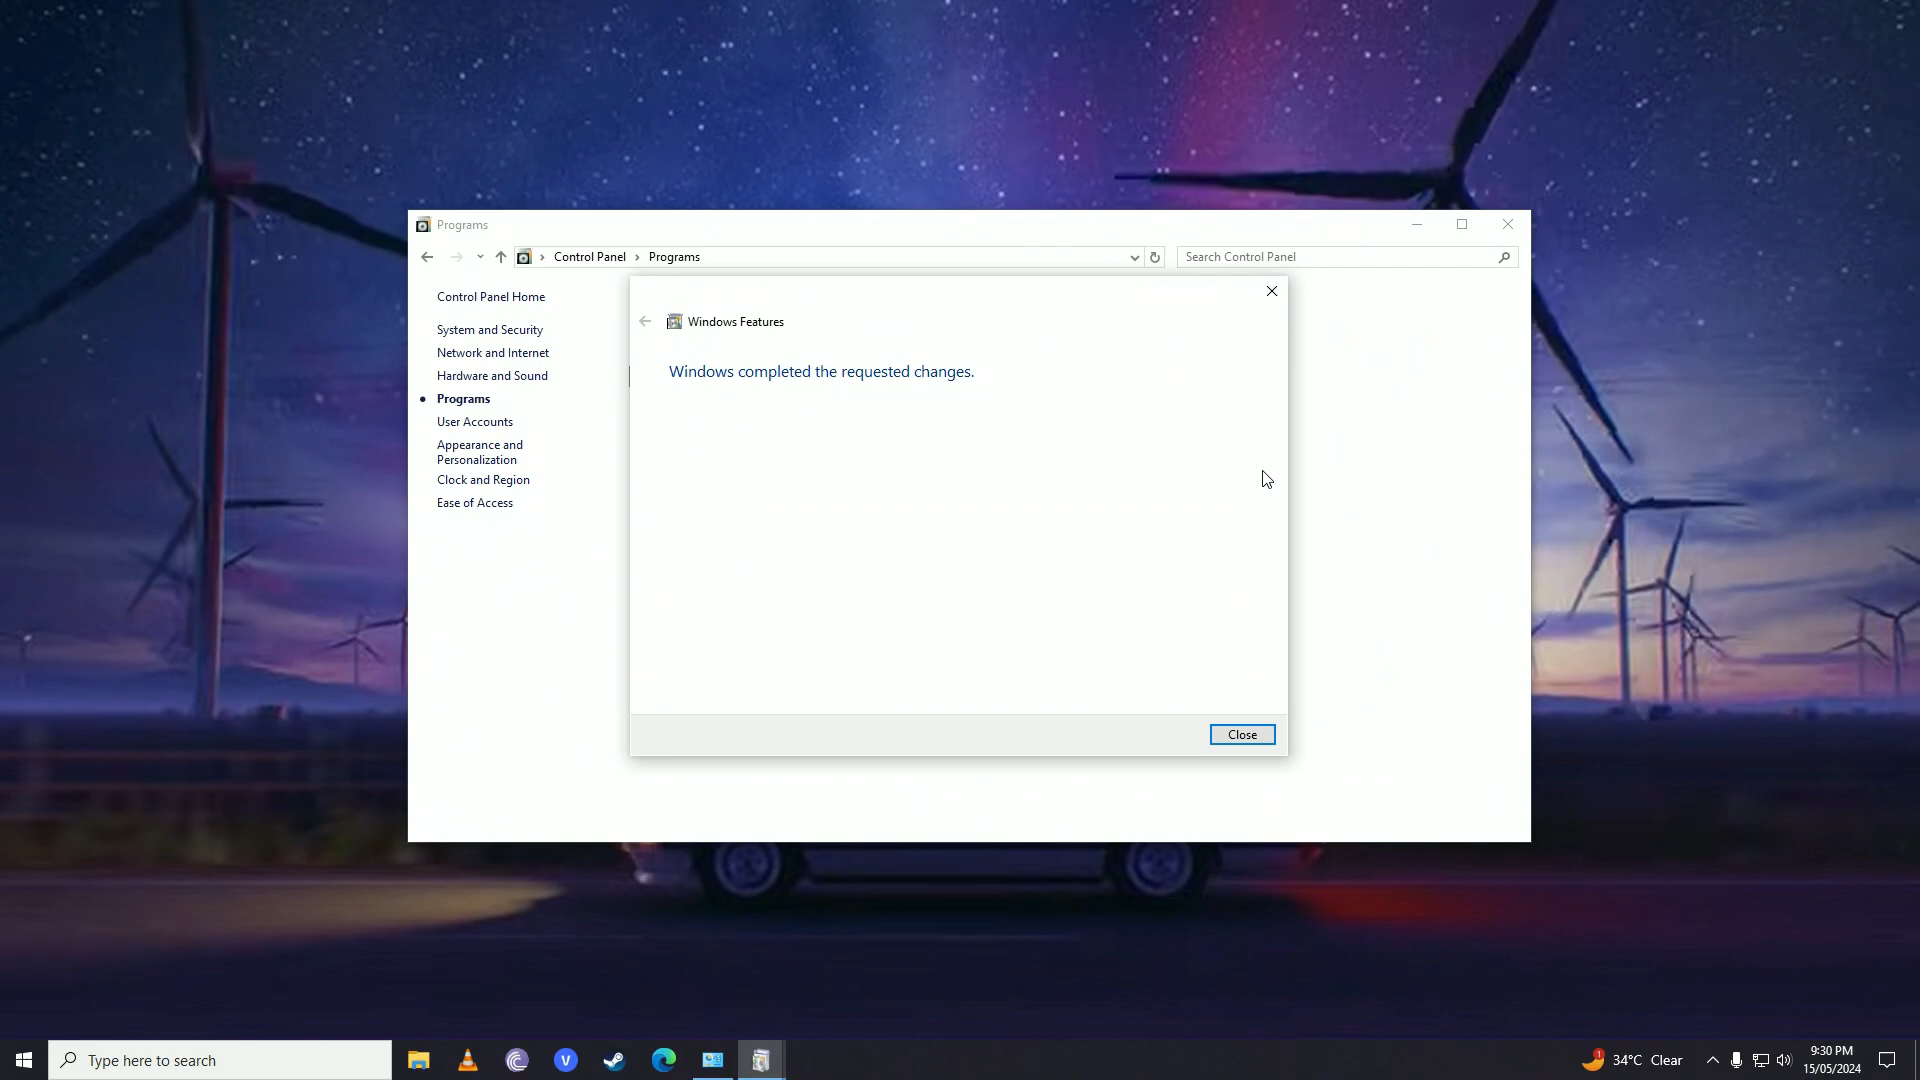 Programs
Control Panel
Programs
Search Control Panel
Control Panel Home
System and Security
Network and Internet
Hardware and Sound
Programs
User Accounts
Appearance and
Personalization
Clock and Region
Ease of Access
Windows Features
Windows completed the requested changes.
Close
Type here to search
V
1
34°C Clear
9:30 PM
15/05/2024